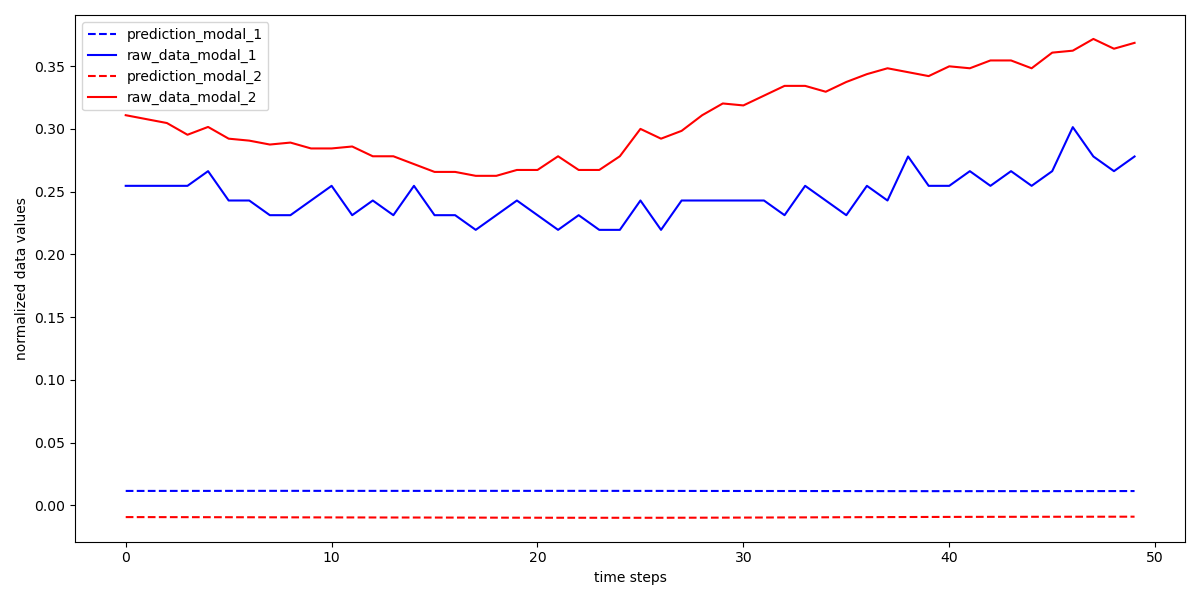 prediction_modal_1
raw_data_modal_1
prediction_modal_2
raw_data_modal_2
normalized data values
0.35
0.30
0.25
0.20
0.15
0.10
0.05
0.00
0 10 20 30 40 50
time steps